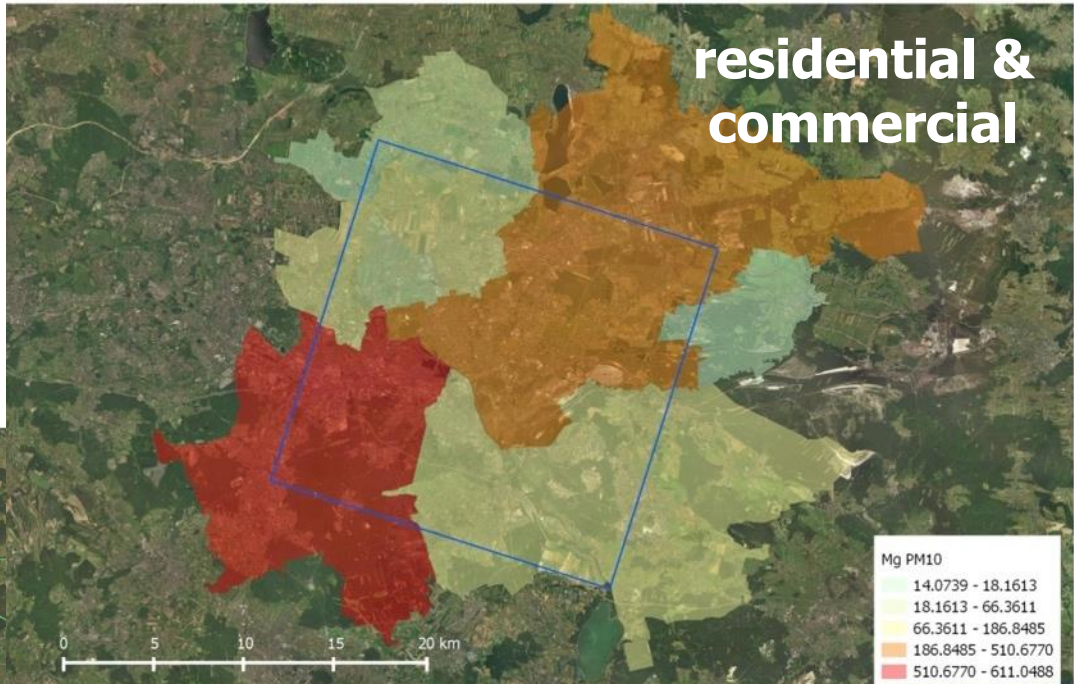 residential &
commercial
0 5 10 15 20 km
Mg PM10
14.0739 - 18.1613
18.1613 - 66.3611
66.3611 - 186.8485
186.8485 - 510.6770
510.6770 - 611.0488